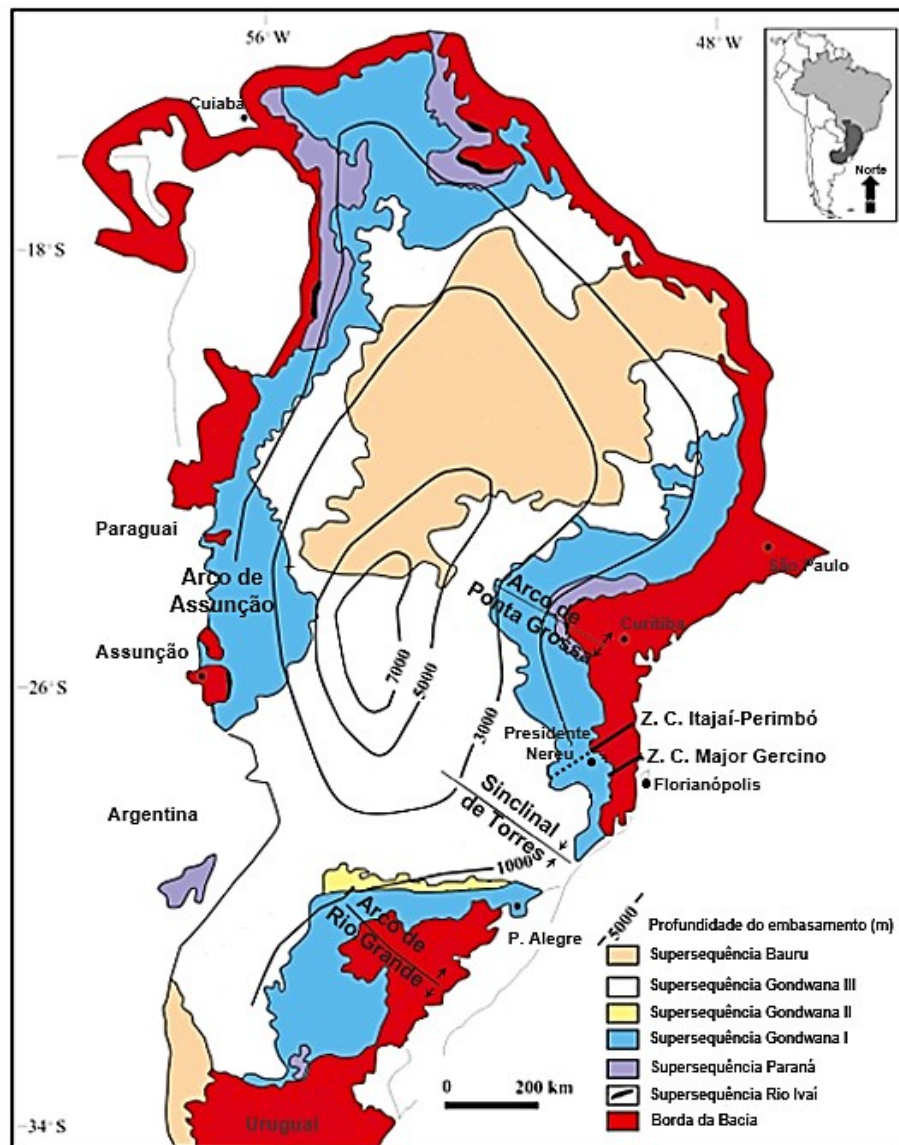 56°W
48°W
Cuiabá
Norte
-18°S
Paraguai
Arco de
Assunção
São Paulo
Arco de
Ponta Grossa
Curitiba
Assunção
7000
5000
3000
-26°S
Presidente
Nereu
Z. C. Itajaí-Perimbó
Z. C. Major Gercino
Florianópolis
Sinclinal
de Torres
Argentina
1000
Arco de
Rio Grande
P. Alegre
5000
Profundidade do embasamento (m)
Supersequência Bauru
Supersequência Gondwana III
Supersequência Gondwana II
Supersequência Gondwana I
Supersequência Paraná
Supersequência Rio Ivaí
Borda da Bacia
0 200 km
Uruguai
-34°S